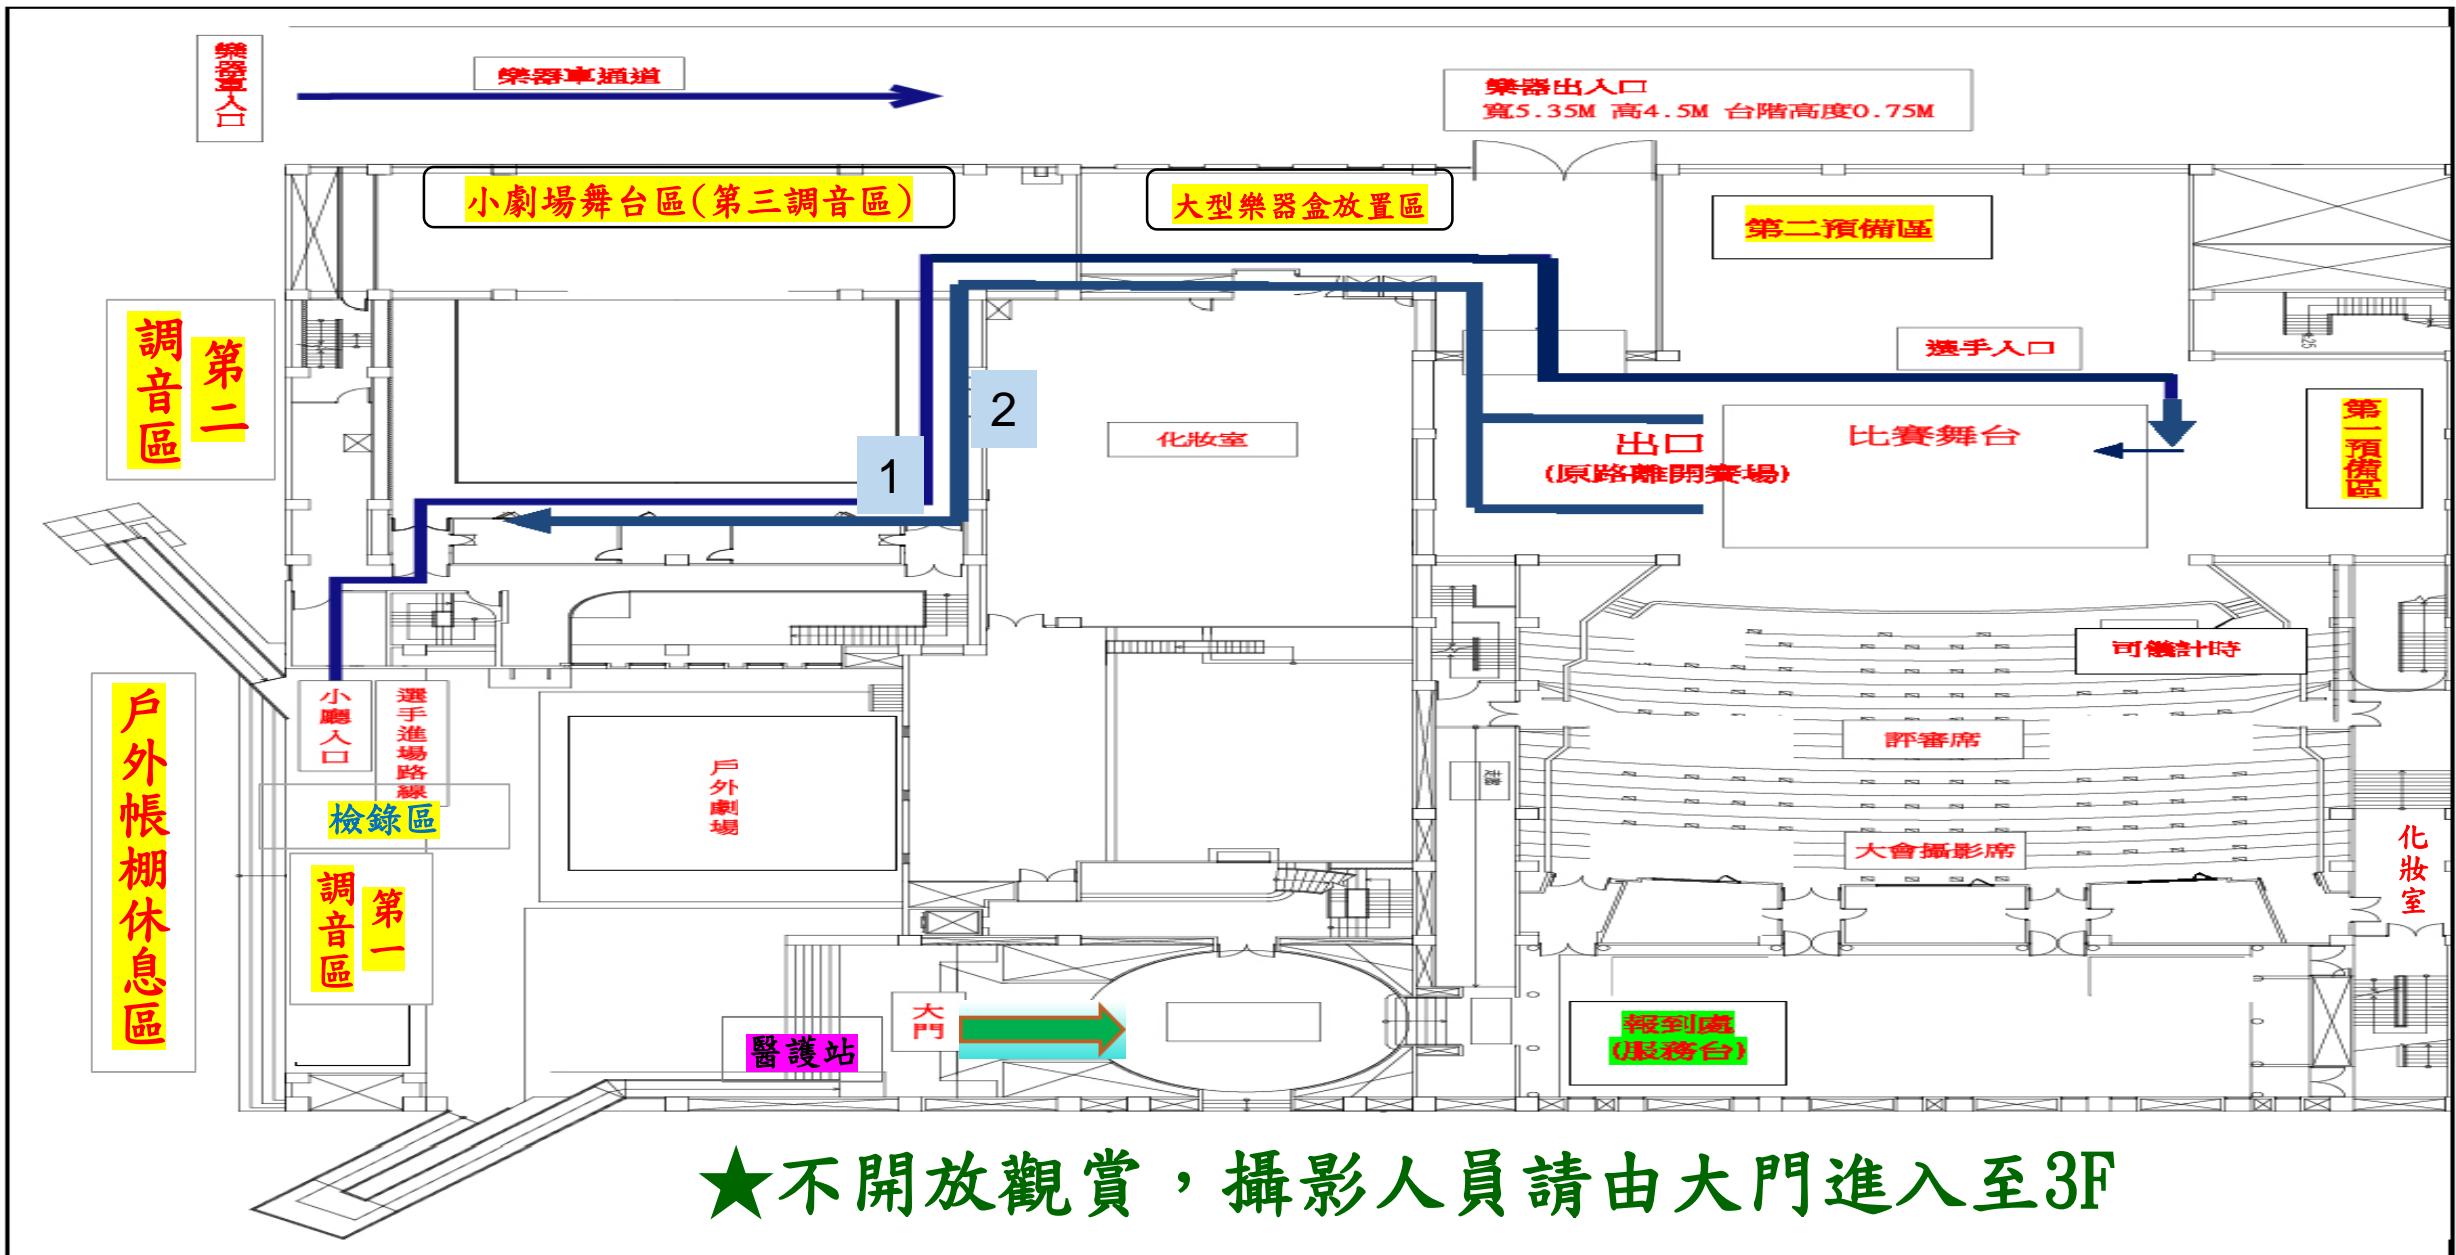 樂器車入口
樂器車通道
樂器出入口
寬5.35M 高4.5M 台階高度0.75M
小劇場舞台區(第三調音區)
大型樂器盒放置區
第二預備區
第二
調音區
選手入口
2
1
化妝室
出口
(原路離開賽場)
比賽舞台
第一預備區
司儀計時
戶外帳棚休息區
小廳入口
選手進場路線
檢錄區
戶外劇場
評審席
走廊
大會攝影席
化妝室
第一
調音區
大門
醫護站
報到處
(服務台)
★不開放觀賞，攝影人員請由大門進入至3F